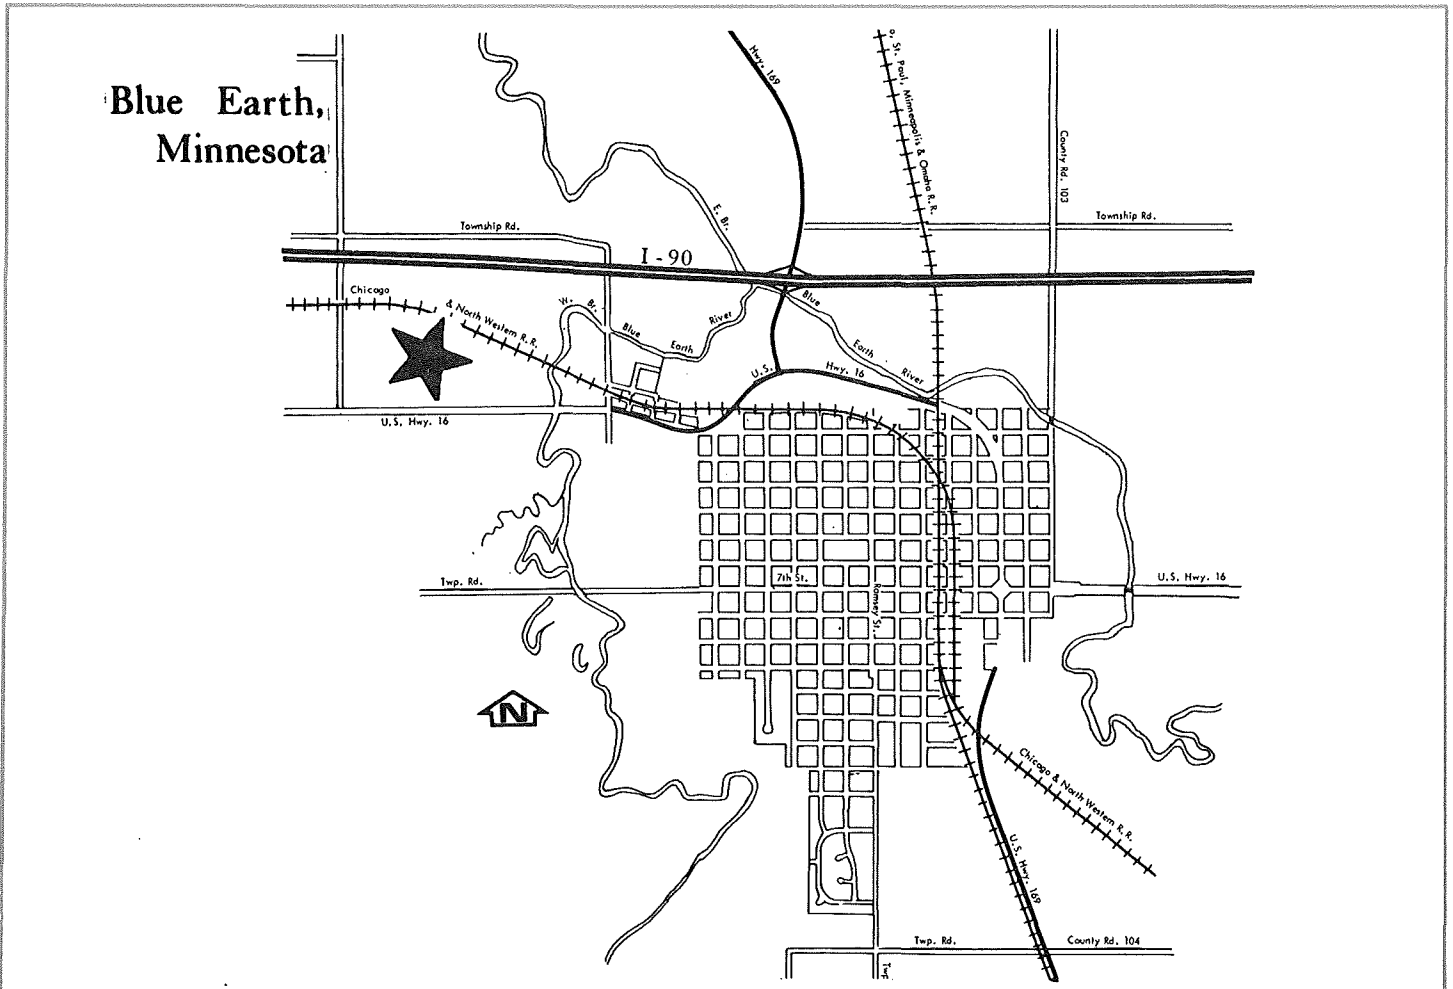 Blue Earth,
Minnesota
Hwy. 169
o, St. Paul, Minneapolis & Omaha R.R.
County Rd. 103
Township Rd.
E. Br.
Township Rd.
I-90
Chicago & North Western R.R.
W. Br. Blue Earth River
Blue Earth River
U.S. Hwy. 16
U.S. Hwy. 16
Twp. Rd.
7th St.
Ramsey St.
U.S. Hwy. 16
N
Chicago & North Western R.R.
U.S. Hwy. 169
Twp. Rd.
County Rd. 104
Twp